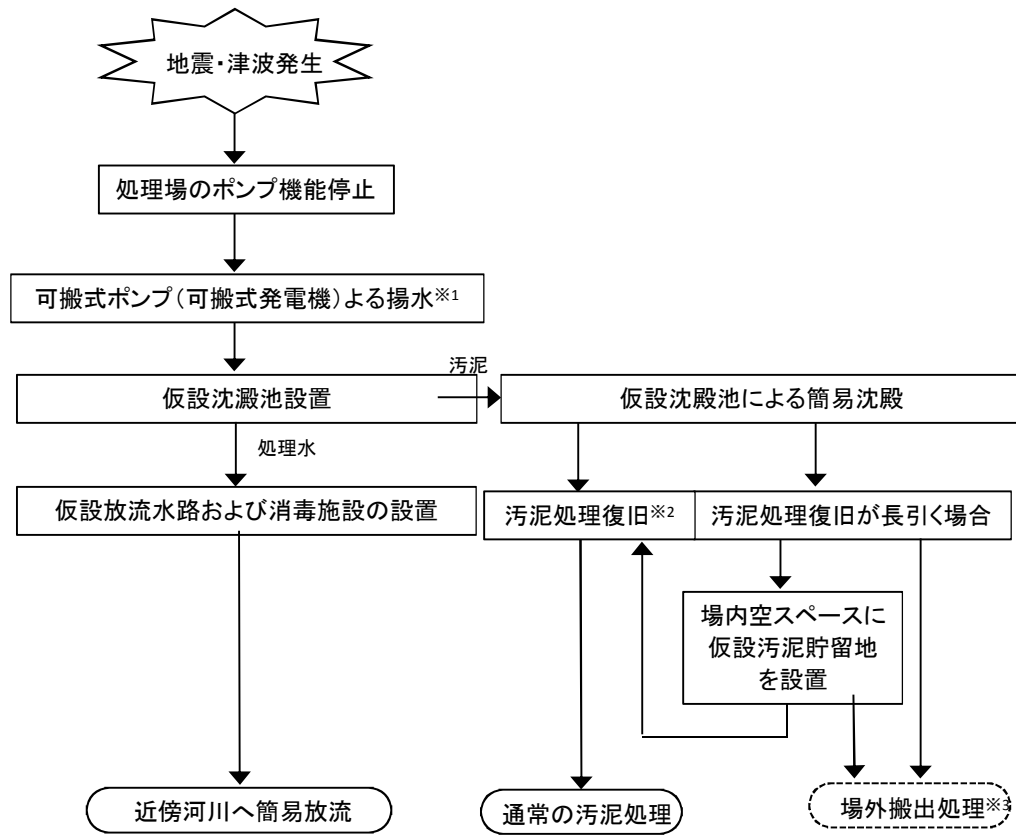 地震・津波発生
処理場のポンプ機能停止
可搬式ポンプ（可搬式発電機）よる揚水※1
汚泥
仮設沈澱池設置
仮設沈殿池による簡易沈殿
処理水
仮設放流水路および消毒施設の設置
汚泥処理復旧※2
汚泥処理復旧が長引く場合
場内空スペースに
仮設汚泥貯留地
を設置
近傍河川へ簡易放流
通常の汚泥処理
場外搬出処理※3